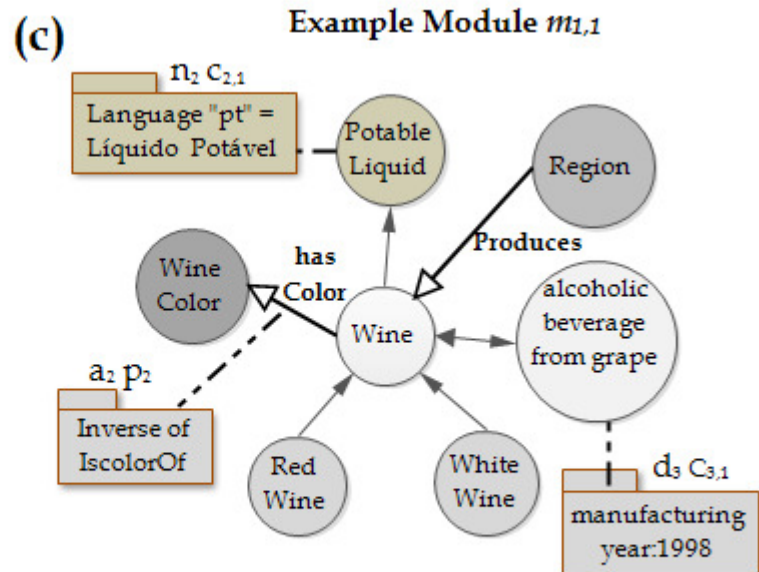 (c)
Example Module m1,1
n2 c2,1
Language "pt" =
Líquido Potável
Potable
Liquid
Region
Produces
has
Color
Wine
Color
Wine
alcoholic
beverage
from grape
a2 p2
Inverse of
IscolorOf
Red
Wine
White
Wine
d3 c3,1
manufacturing
year:1998